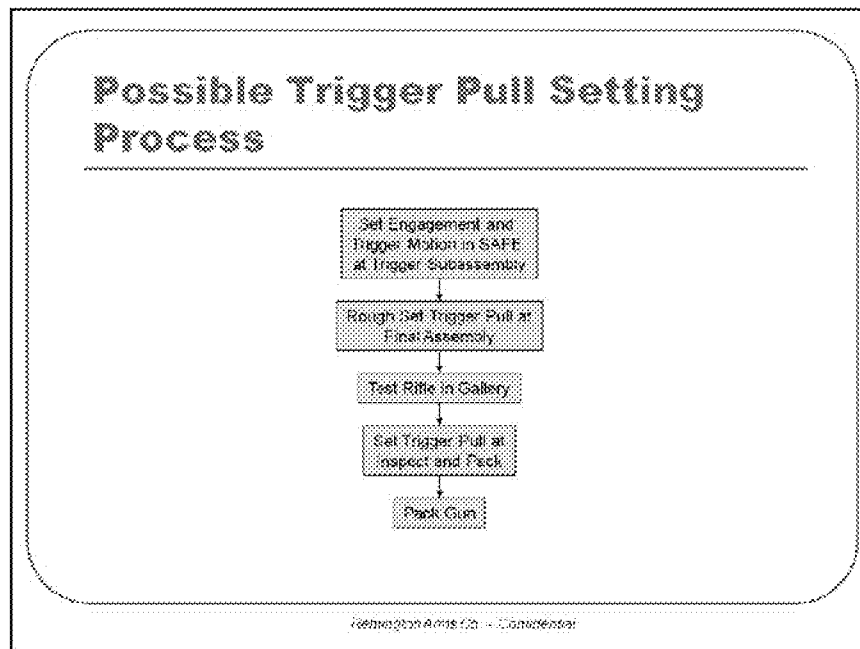 Possible Trigger Pull Setting
Process
Set Engagement and
Trigger Motion in SAFE
at Trigger Subassembly
Rough Set Trigger Pull at
Final Assembly
Test Rifle in Gallery
Set Trigger Pull at
Inspect and Pack
Pack Gun
Remington Arms Co. - Confidential